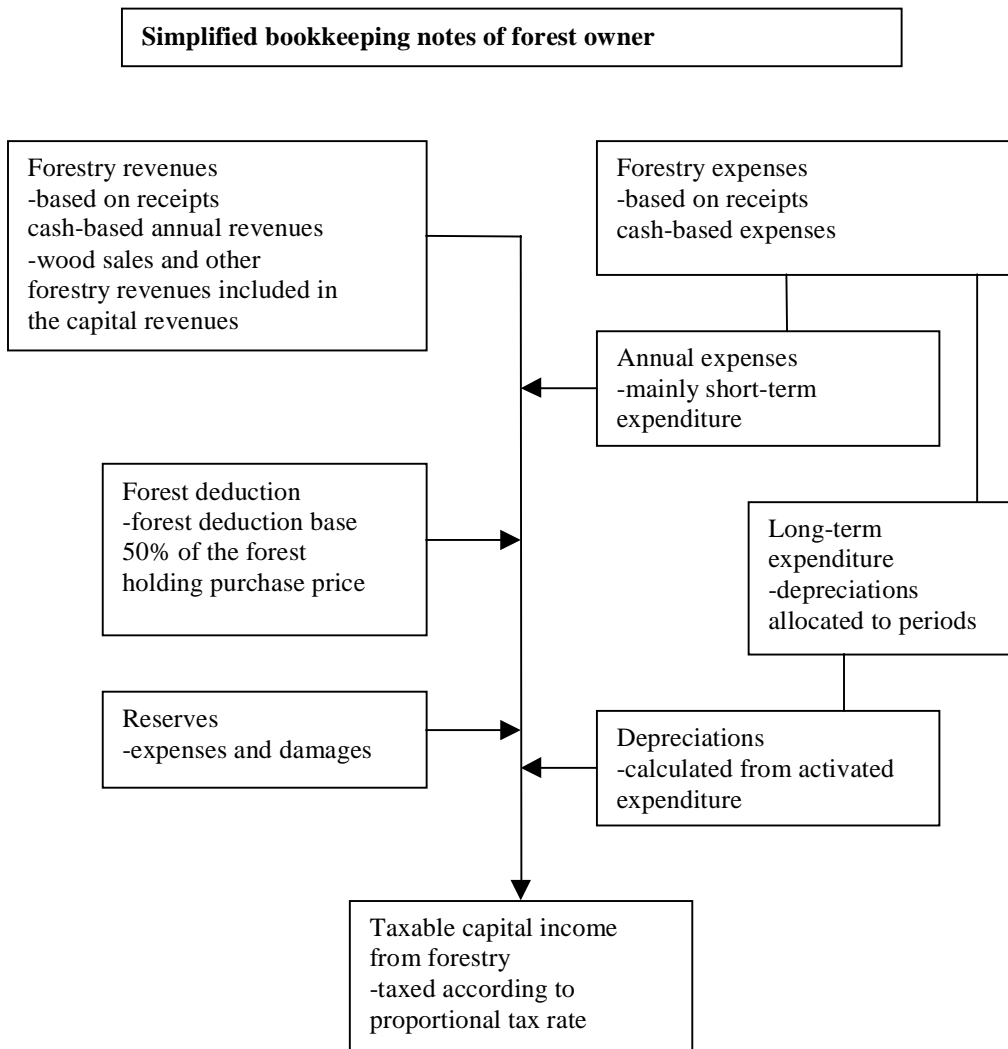 Simplified bookkeeping notes of forest owner
Forestry revenues
-based on receipts
cash-based annual revenues
-wood sales and other
forestry revenues included in
the capital revenues
Forestry expenses
-based on receipts
cash-based expenses
Annual expenses
-mainly short-term
expenditure
Forest deduction
-forest deduction base
50% of the forest
holding purchase price
Long-term
expenditure
-depreciations
allocated to periods
Reserves
-expenses and damages
Depreciations
-calculated from activated
expenditure
Taxable capital income
from forestry
-taxed according to
proportional tax rate